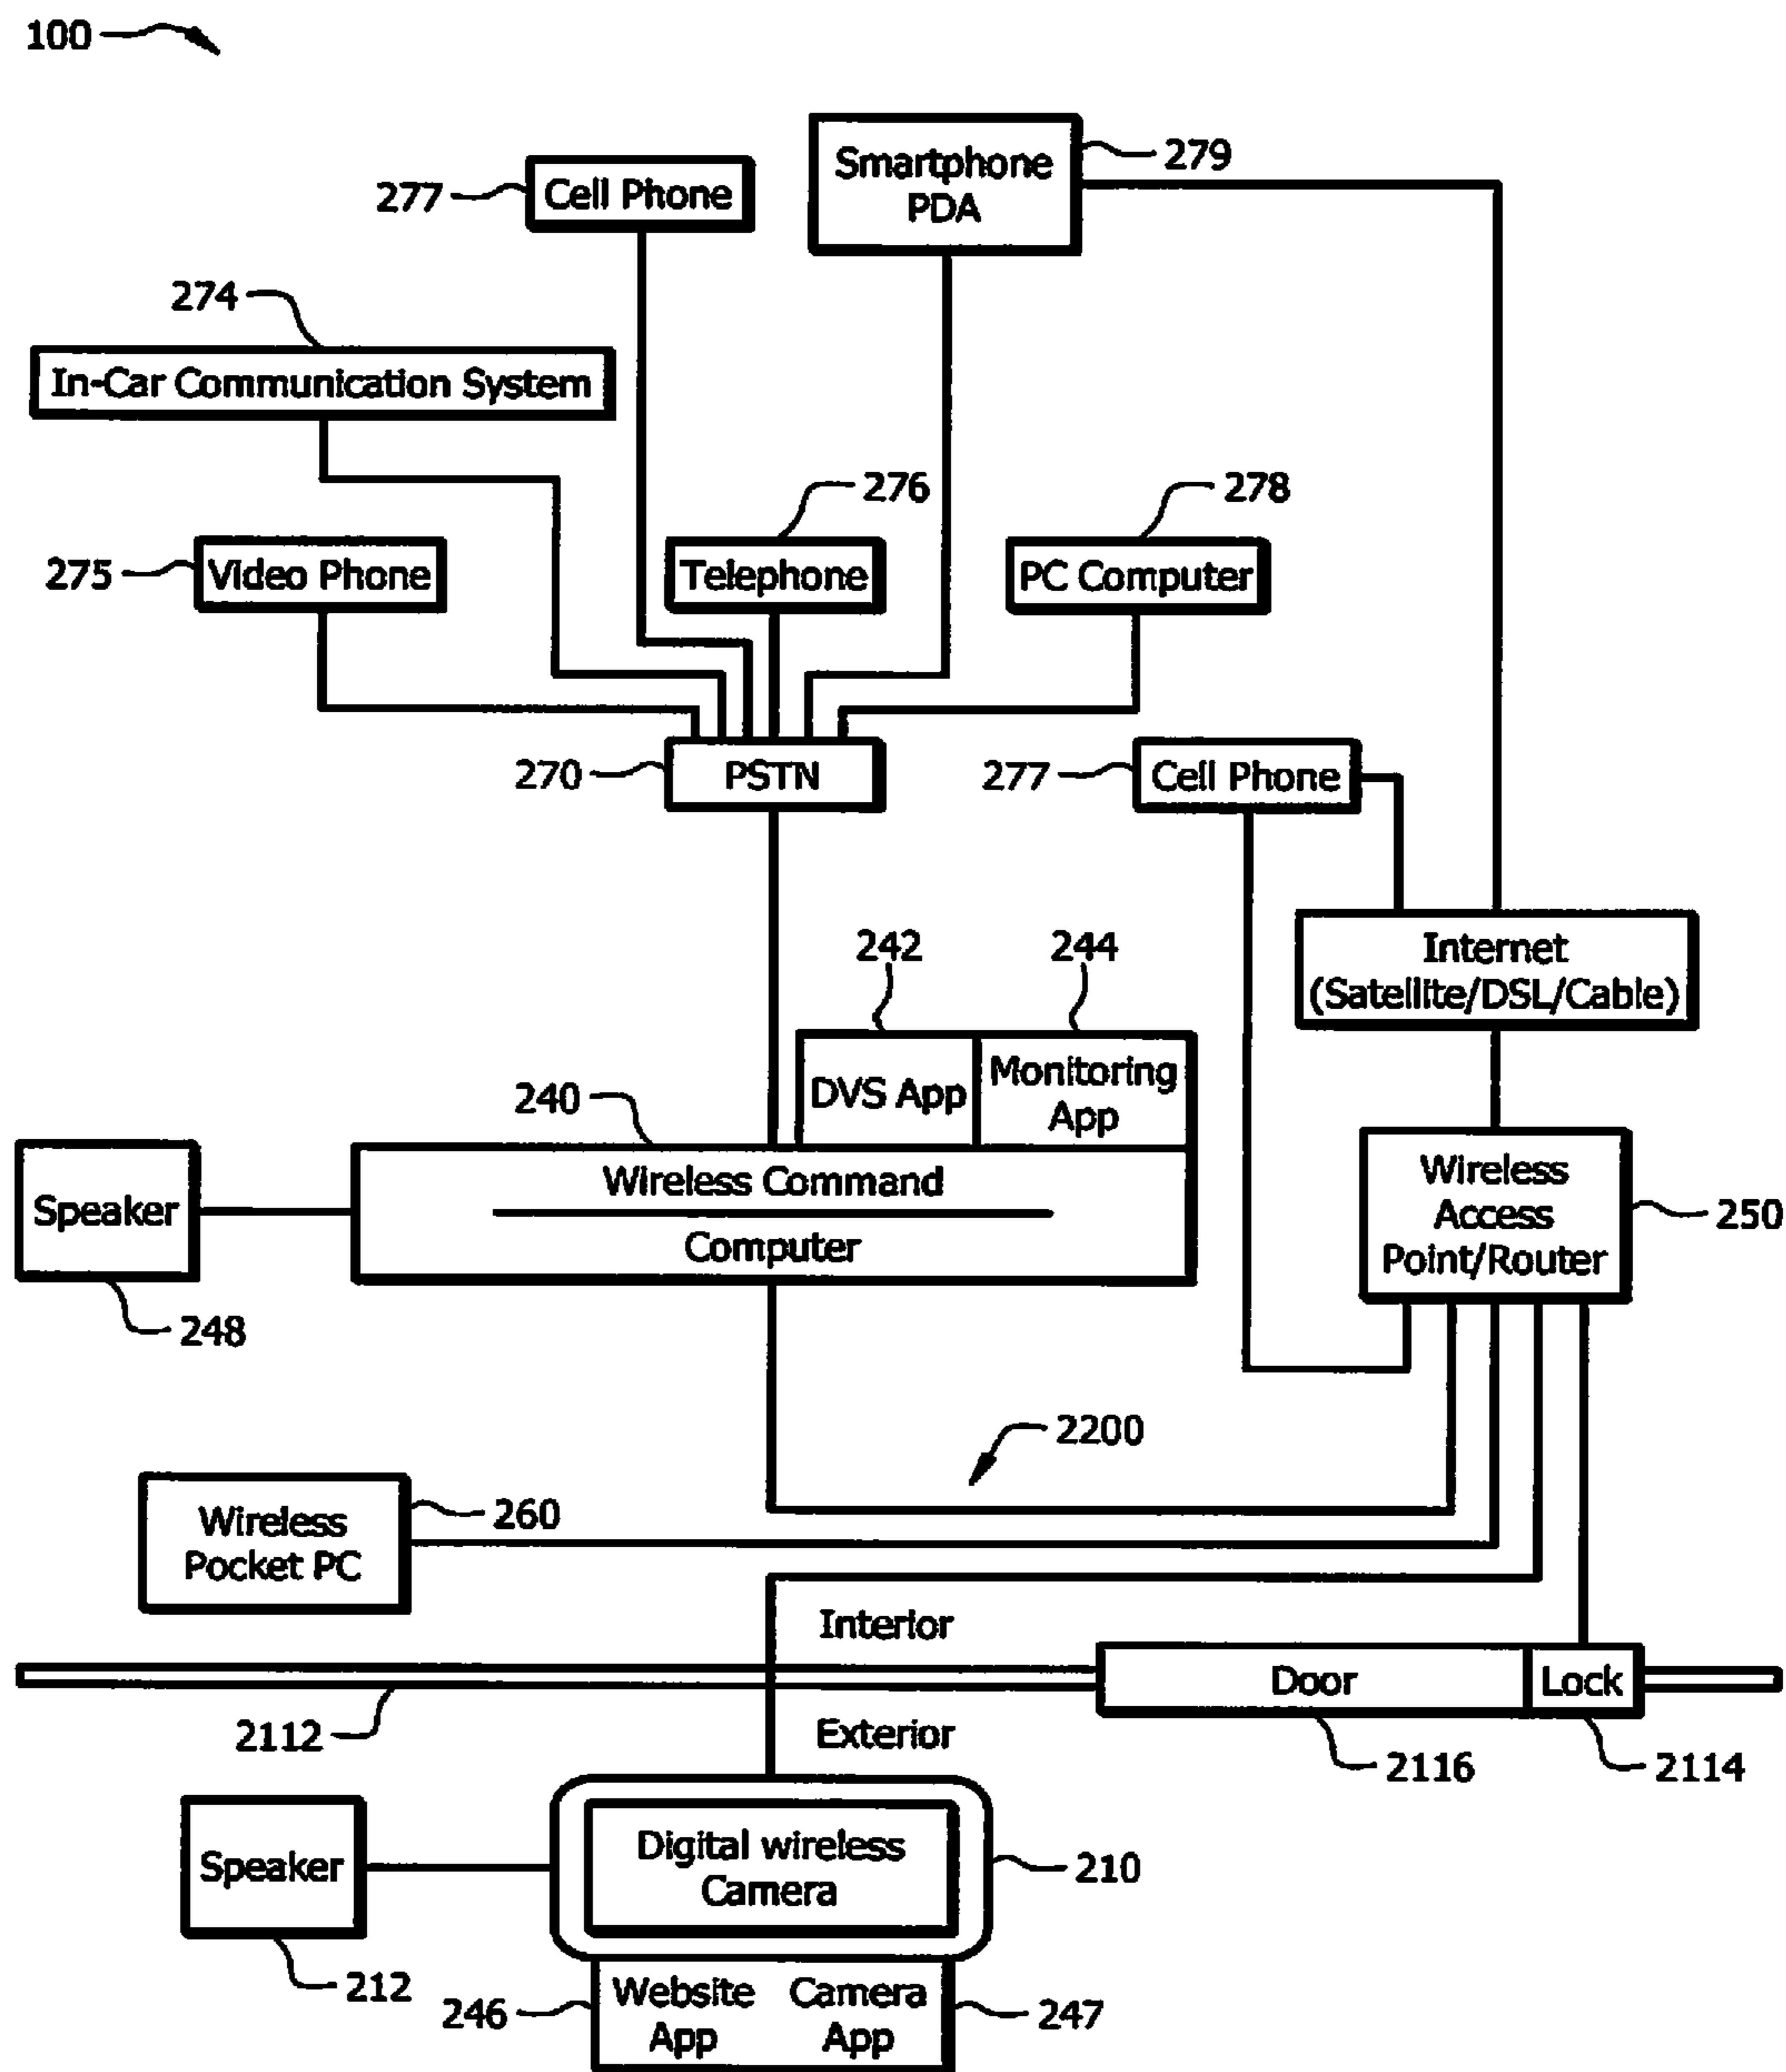 100
279
Smartphone
PDA
277
Cell Phone
274
In-Car Communication System
276
278
275
Video Phone
Telephone
PC Computer
270
PSTN
277
Cell Phone
242
244
Internet
(Satellite/DSL/Cable)
DVS App
Monitoring
App
240
Wireless Command
Computer
Speaker
248
Wireless
Access
Point/Router
250
2200
Wireless
Pocket PC
260
Interior
Door
Lock
2112
Exterior
2116
2114
Speaker
212
Digital wireless
Camera
210
246
Website
App
Camera
App
247